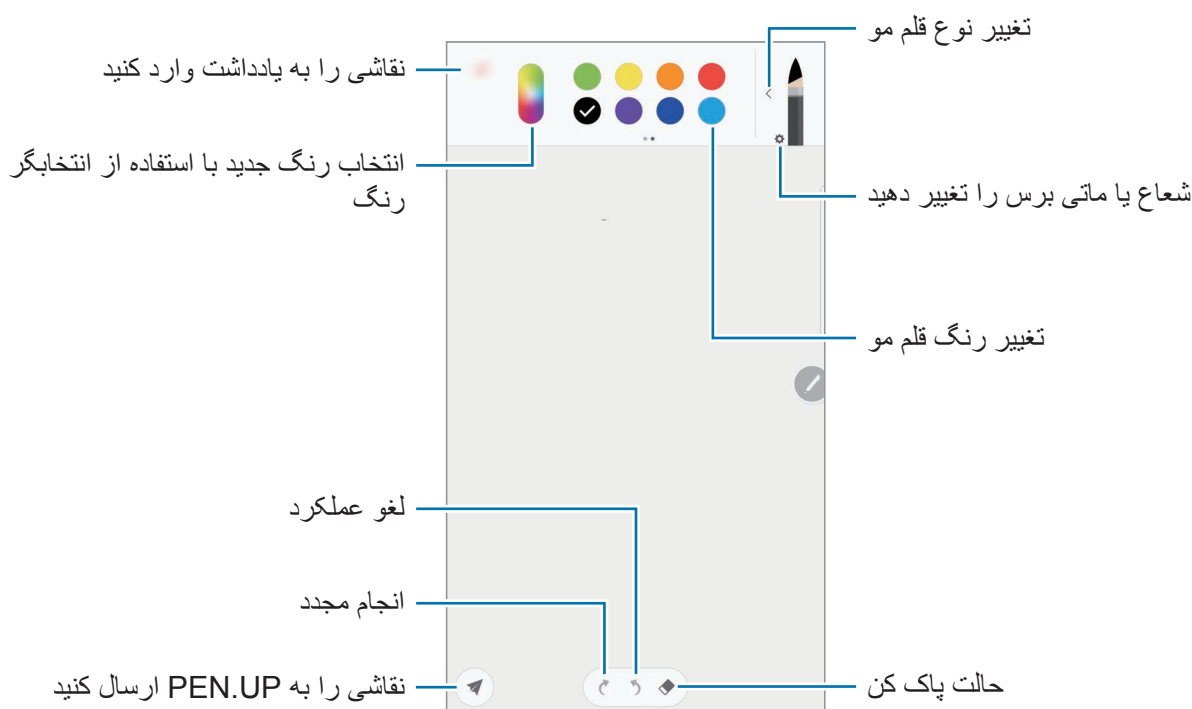 تغییر نوع قلم مو
نقاشی را به یادداشت وارد کنید
انتخاب رنگ جدید با استفاده از انتخابگر
رنگ
شعاع یا ماتی برس را تغییر دهید
تغییر رنگ قلم مو
لغو عملکرد
انجام مجدد
حالت پاک کن
نقاشی را به PEN.UP ارسال کنید